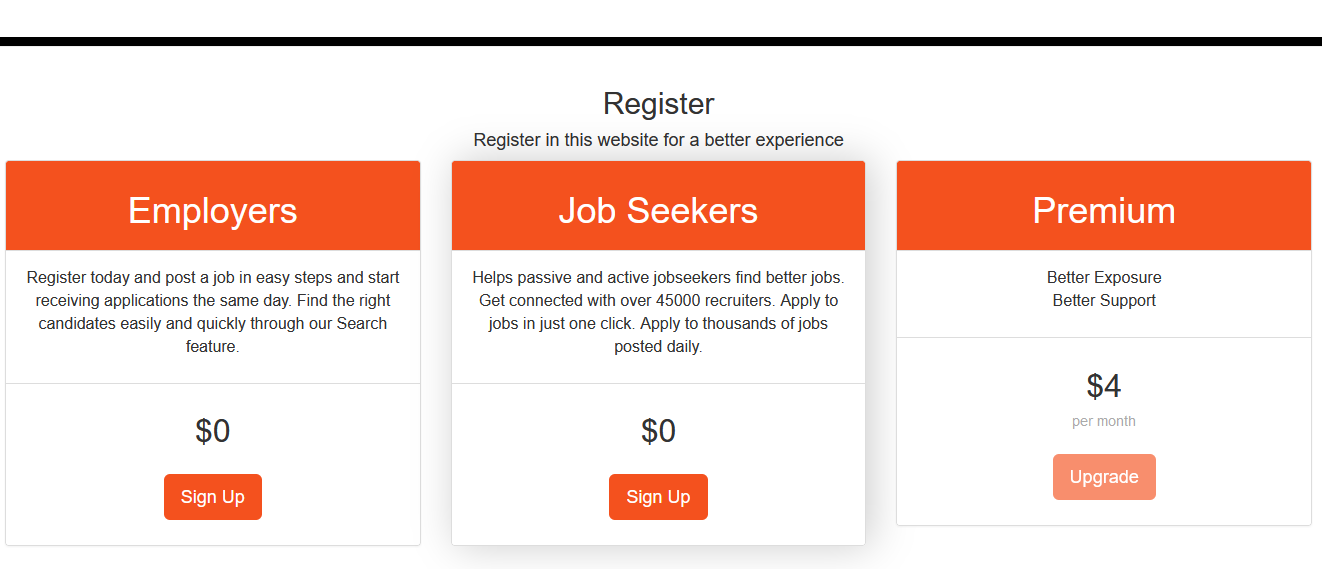 Register
Register in this website for a better experience
Employers
Register today and post a job in easy steps and start
receiving applications the same day. Find the right
candidates easily and quickly through our Search
feature.
$0
Sign Up
Job Seekers
Helps passive and active jobseekers find better jobs.
Get connected with over 45000 recruiters. Apply to
jobs in just one click. Apply to thousands of jobs
posted daily.
$0
Sign Up
Premium
Better Exposure
Better Support
$4
per month
Upgrade